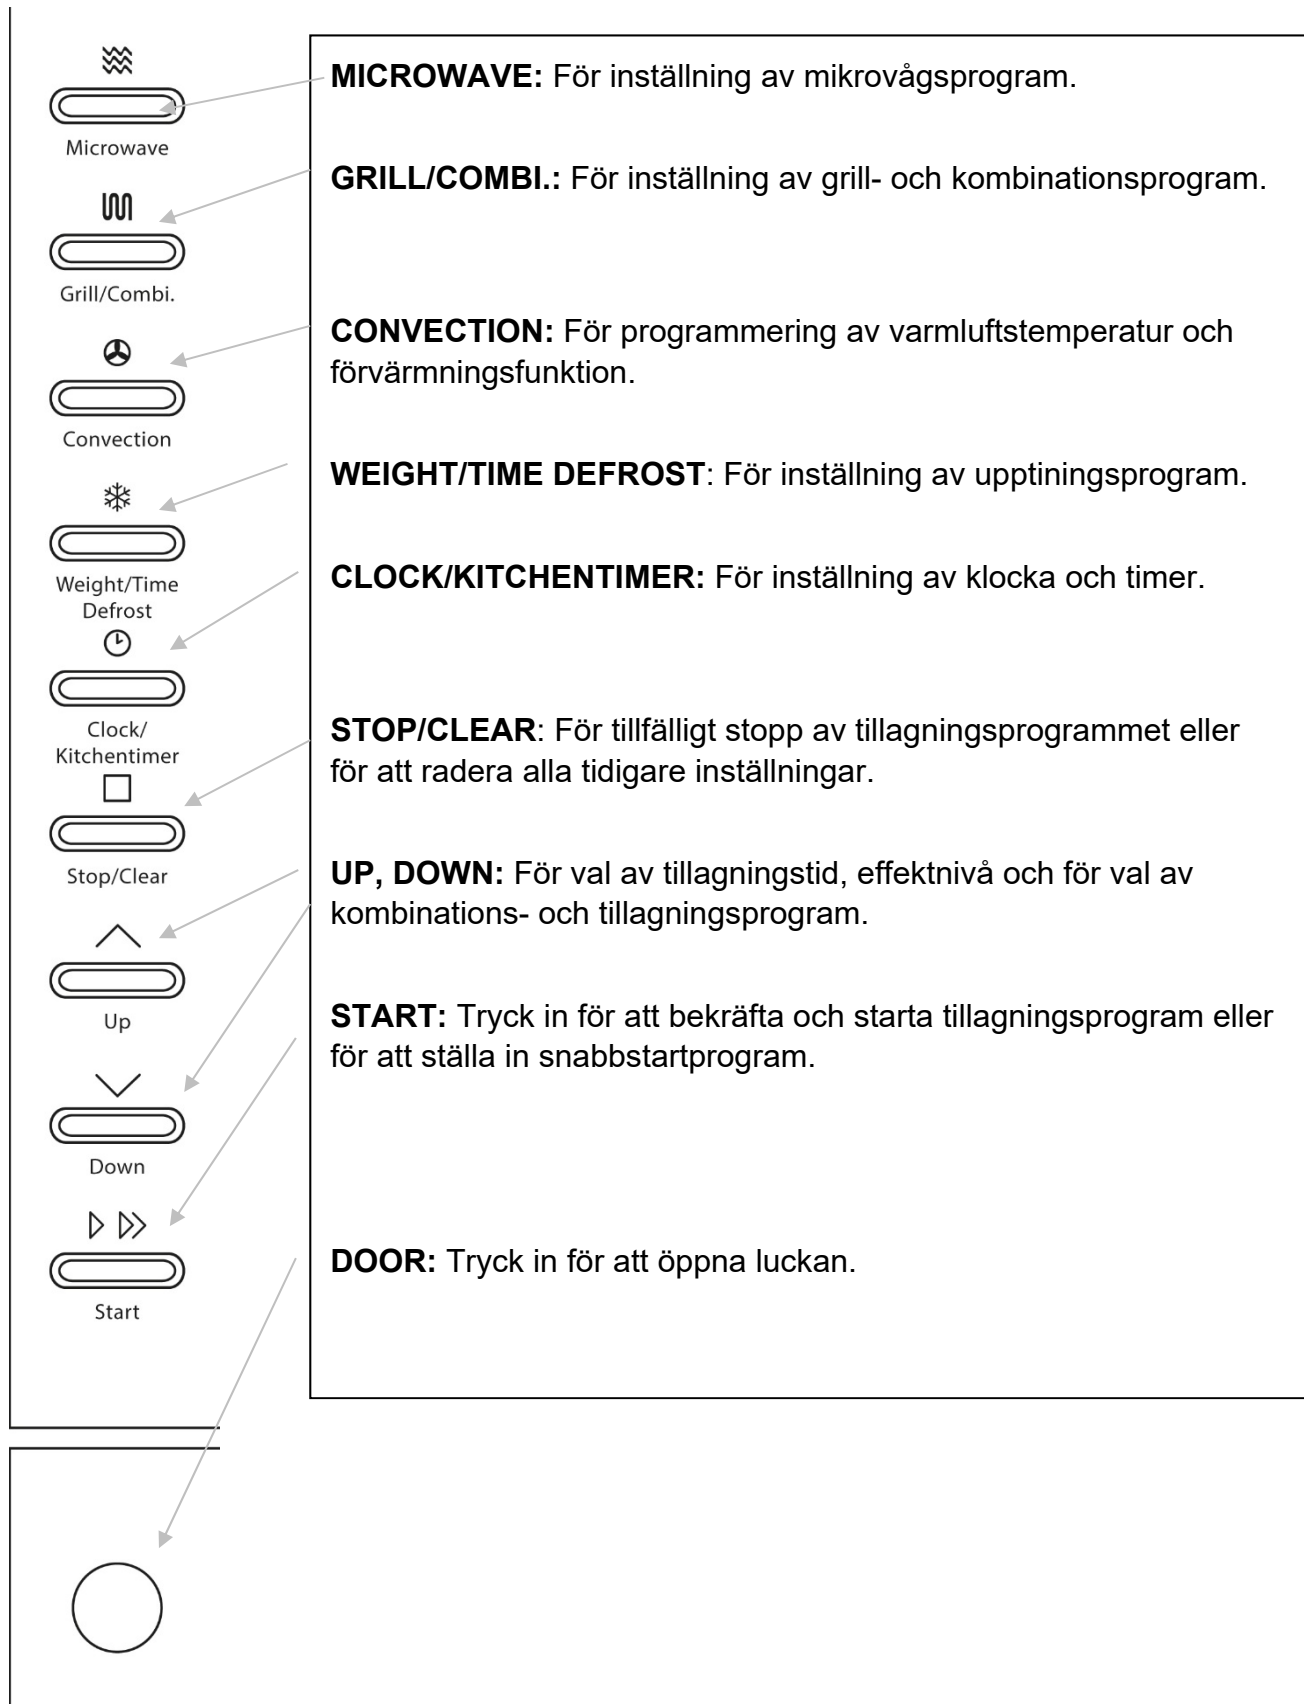 Microwave
Grill/Combi.
Convection
Weight/Time
Defrost
Clock/
Kitchentimer
Stop/Clear
Up
Down
Start
MICROWAVE: För inställning av mikrovågsprogram.
GRILL/COMBI.: För inställning av grill- och kombinationsprogram.
CONVECTION: För programmering av varmluftstemperatur och
förvärmningsfunktion.
WEIGHT/TIME DEFROST: För inställning av upptiningsprogram.
CLOCK/KITCHENTIMER: För inställning av klocka och timer.
STOP/CLEAR: För tillfälligt stopp av tillagningsprogrammet eller
för att radera alla tidigare inställningar.
UP, DOWN: För val av tillagningstid, effektnivå och för val av
kombinations- och tillagningsprogram.
START: Tryck in för att bekräfta och starta tillagningsprogram eller
för att ställa in snabbstartprogram.
DOOR: Tryck in för att öppna luckan.